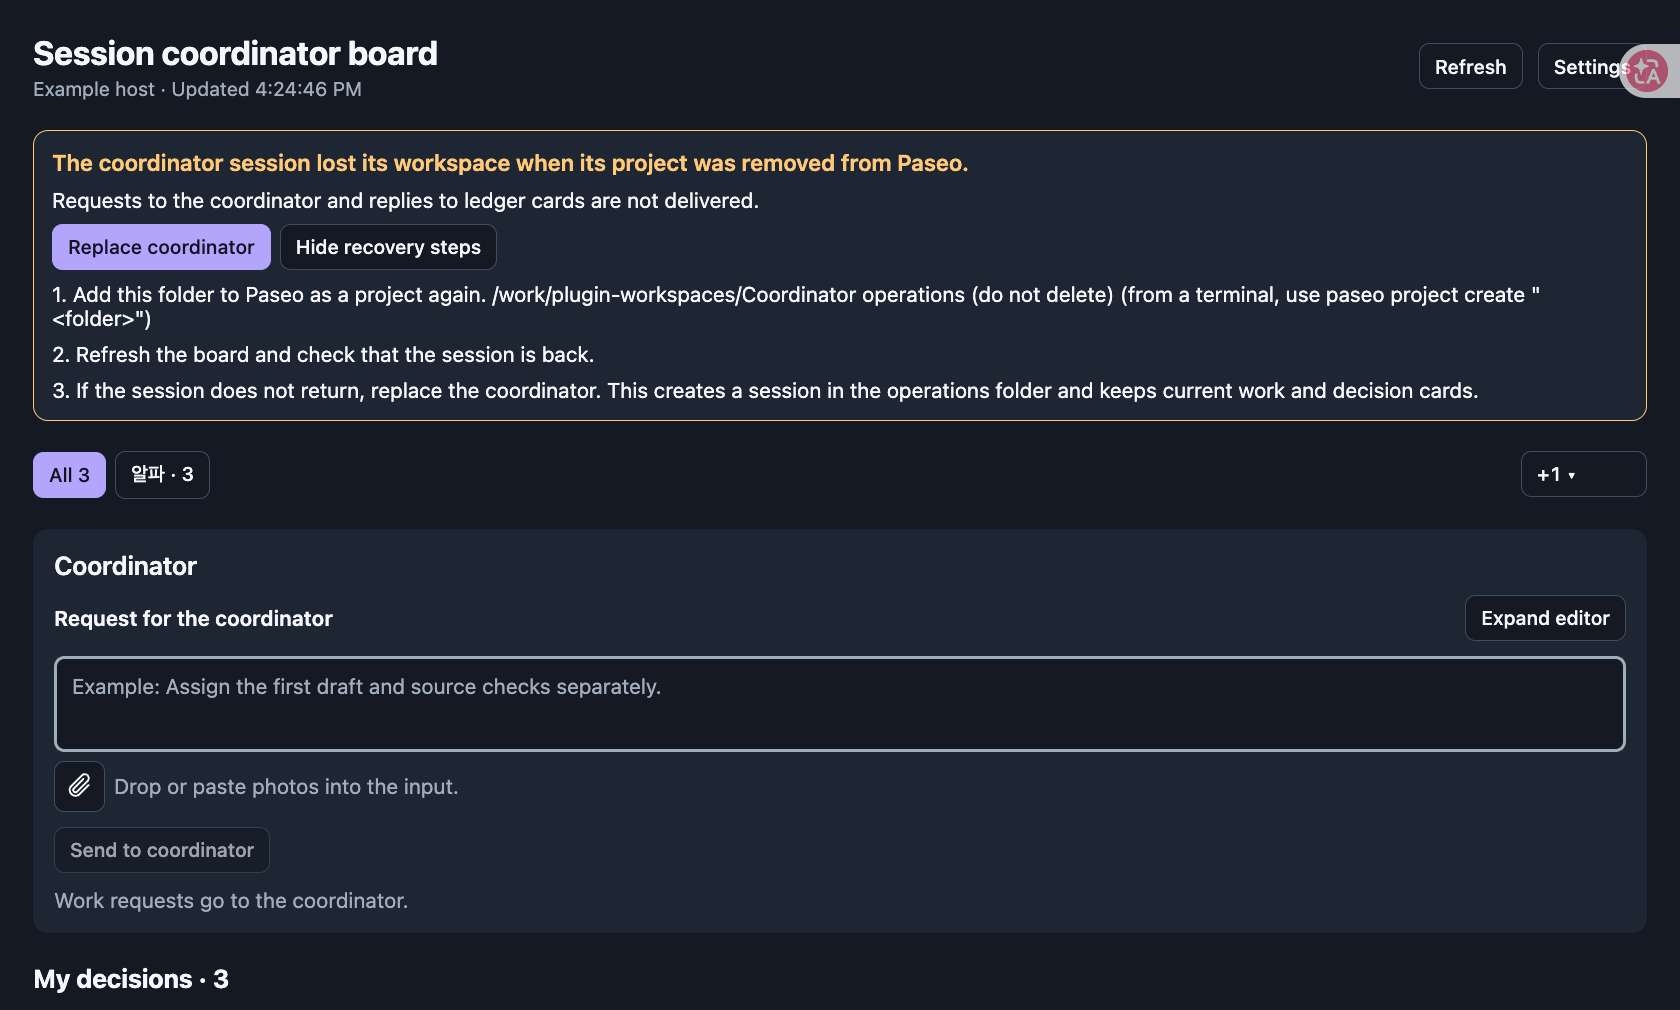 Session coordinator board
Example host · Updated 4:24:46 PM
Refresh
Settings
The coordinator session lost its workspace when its project was removed from Paseo.
Requests to the coordinator and replies to ledger cards are not delivered.
Replace coordinator
Hide recovery steps
1. Add this folder to Paseo as a project again. /work/plugin-workspaces/Coordinator operations (do not delete) (from a terminal, use paseo project create "
<folder>")
2. Refresh the board and check that the session is back.
3. If the session does not return, replace the coordinator. This creates a session in the operations folder and keeps current work and decision cards.
All 3
알파 · 3
+1 ▾
Coordinator
Request for the coordinator
Expand editor
Example: Assign the first draft and source checks separately.
Drop or paste photos into the input.
Send to coordinator
Work requests go to the coordinator.
My decisions · 3